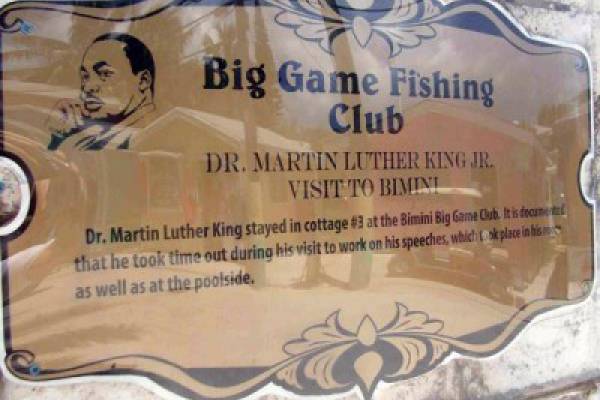 Big Game Fishing
Club
DR. MARTIN LUTHER KING JR.
VISIT TO BIMINI
Dr. Martin Luther King stayed in cottage #3 at the Bimini Big Game Club. It is documented
that he took time out during his visit to work on his speeches, which took place in his
as well as at the poolside.